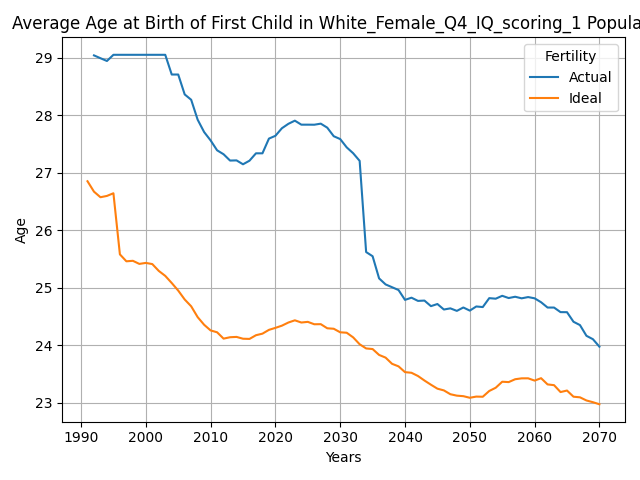 Average Age at Birth of First Child in White_Female_Q4_IQ_scoring_1 Popula
Fertility
Actual
Ideal
29
28
27
26
25
24
23
Age
1990 2000 2010 2020 2030 2040 2050 2060 2070
Years